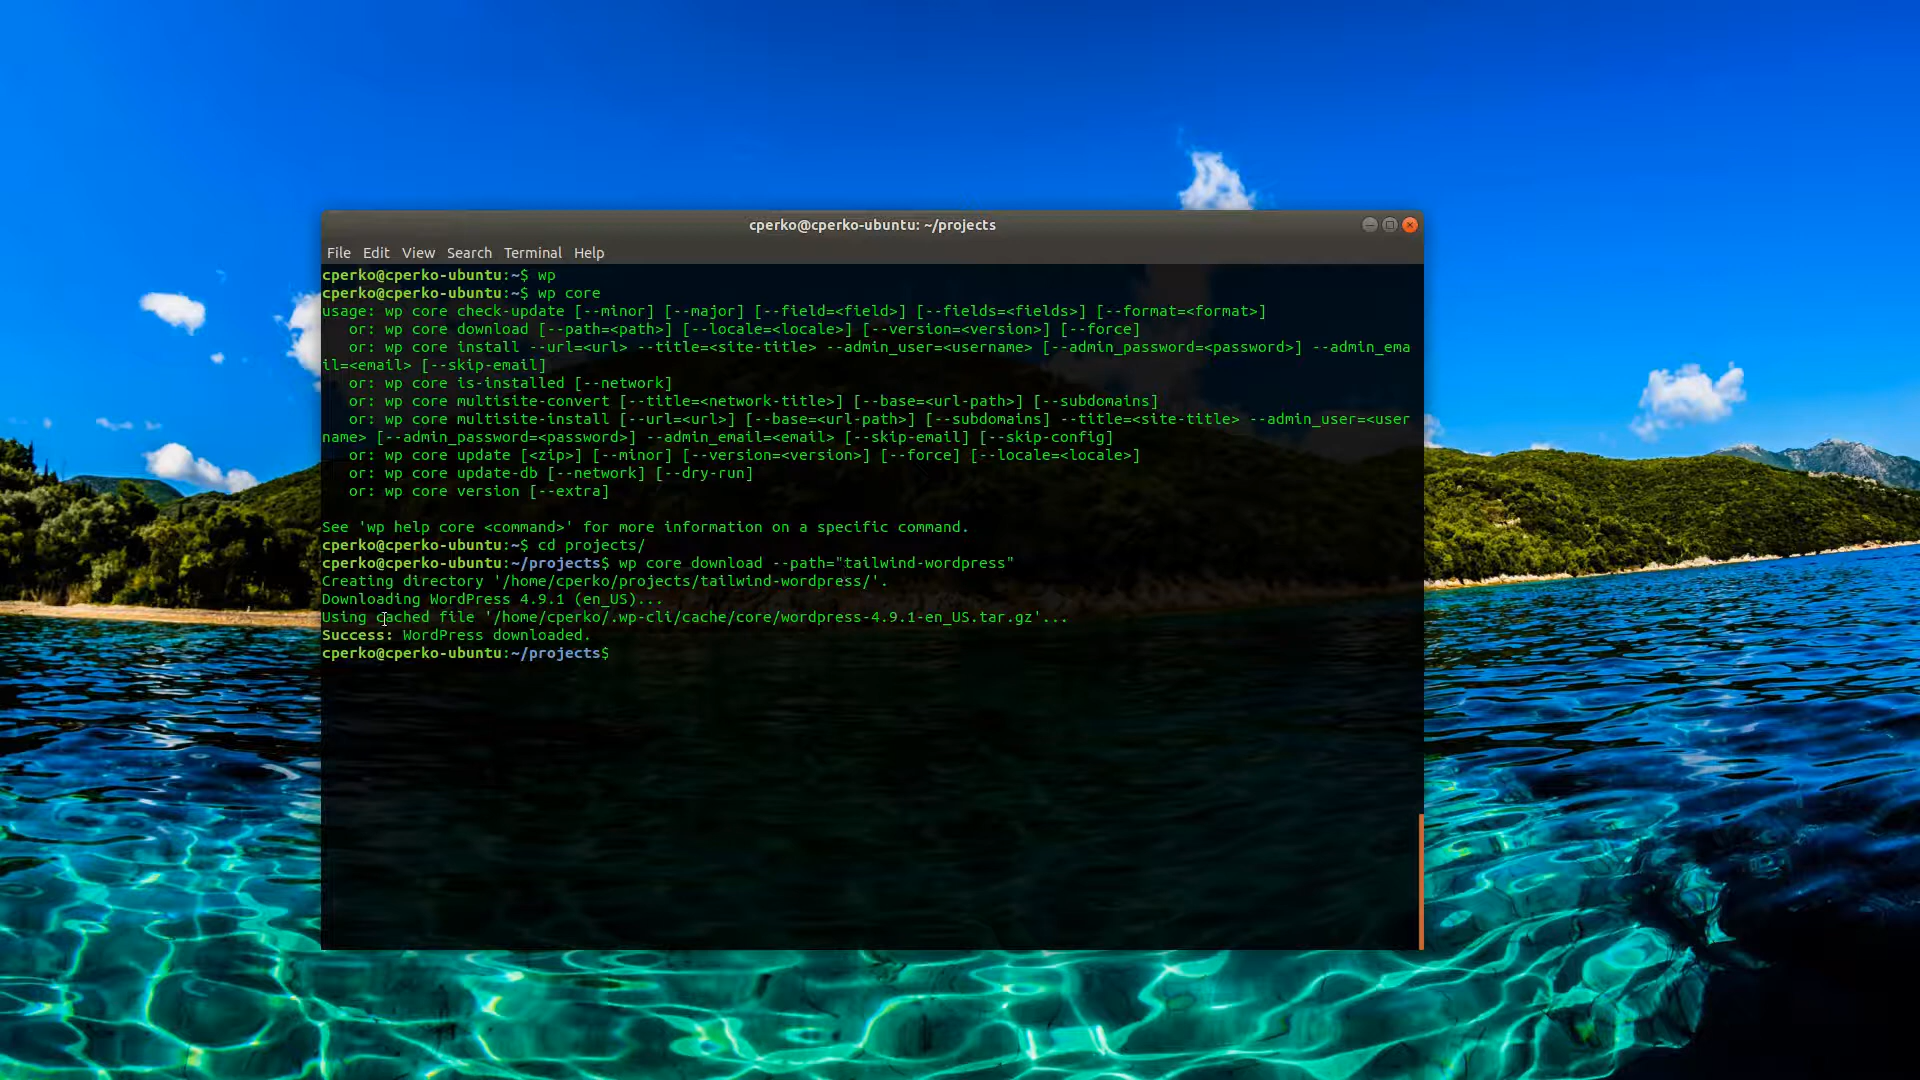 cperko@cperko-ubuntu: ~/projects
File Edit View Search Terminal Help
cperko@cperko-ubuntu:~$ wp
cperko@cperko-ubuntu:~$ wp core
usage: wp core check-update [--minor] [--major] [--field=<field>] [--fields=<fields>] [--format=<format>]
   or: wp core download [--path=<path>] [--locale=<locale>] [--version=<version>] [--force]
   or: wp core install --url=<url> --title=<site-title> --admin_user=<username> [--admin_password=<password>] --admin_ema
il=<email> [--skip-email]
   or: wp core is-installed [--network]
   or: wp core multisite-convert [--title=<network-title>] [--base=<url-path>] [--subdomains]
   or: wp core multisite-install [--url=<url>] [--base=<url-path>] [--subdomains] --title=<site-title> --admin_user=<user
name> [--admin_password=<password>] --admin_email=<email> [--skip-email] [--skip-config]
   or: wp core update [<zip>] [--minor] [--version=<version>] [--force] [--locale=<locale>]
   or: wp core update-db [--network] [--dry-run]
   or: wp core version [--extra]
See 'wp help core <command>' for more information on a specific command.
cperko@cperko-ubuntu:~$ cd projects/
cperko@cperko-ubuntu:~/projects$ wp core download --path="tailwind-wordpress"
Creating directory '/home/cperko/projects/tailwind-wordpress/'.
Downloading WordPress 4.9.1 (en_US)...
Using cached file '/home/cperko/.wp-cli/cache/core/wordpress-4.9.1-en_US.tar.gz'...
Success: WordPress downloaded.
cperko@cperko-ubuntu:~/projects$